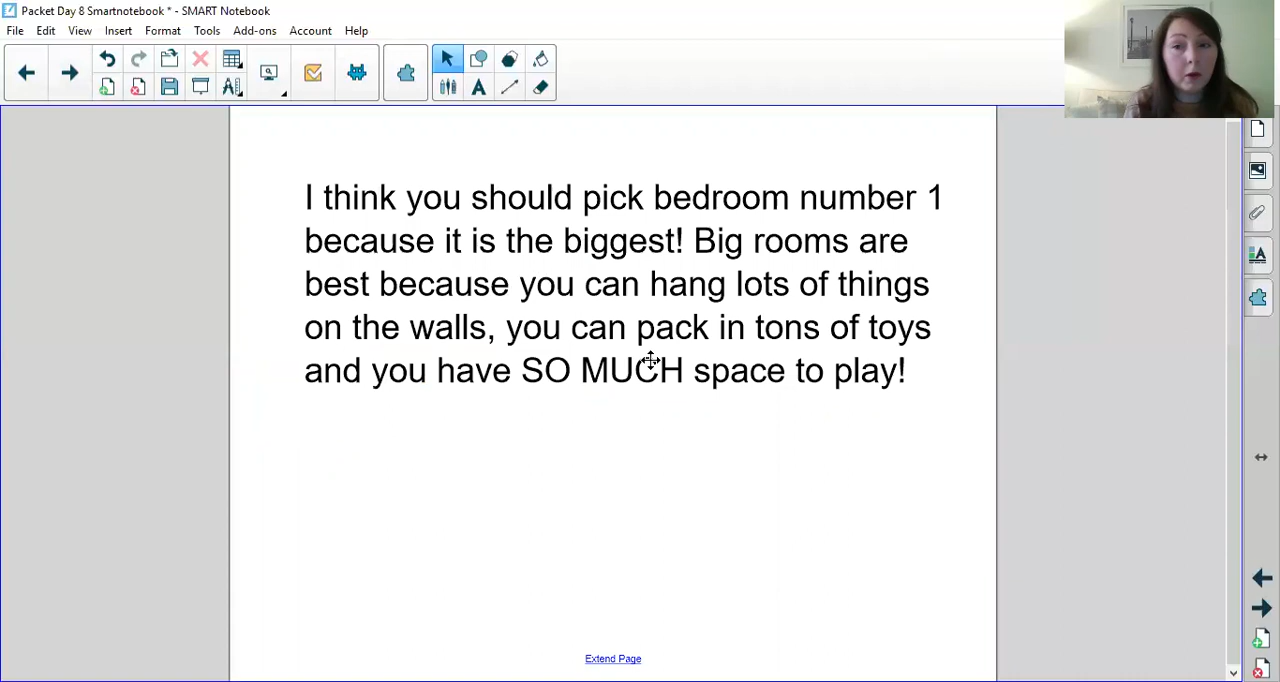 Packet Day 8 Smartnotebook * - SMART Notebook
File Edit View Insert Format Tools Add-ons Account Help
I think you should pick bedroom number 1
because it is the biggest! Big rooms are
best because you can hang lots of things
on the walls, you can pack in tons of toys
and you have SO MUCH space to play!
Extend Page